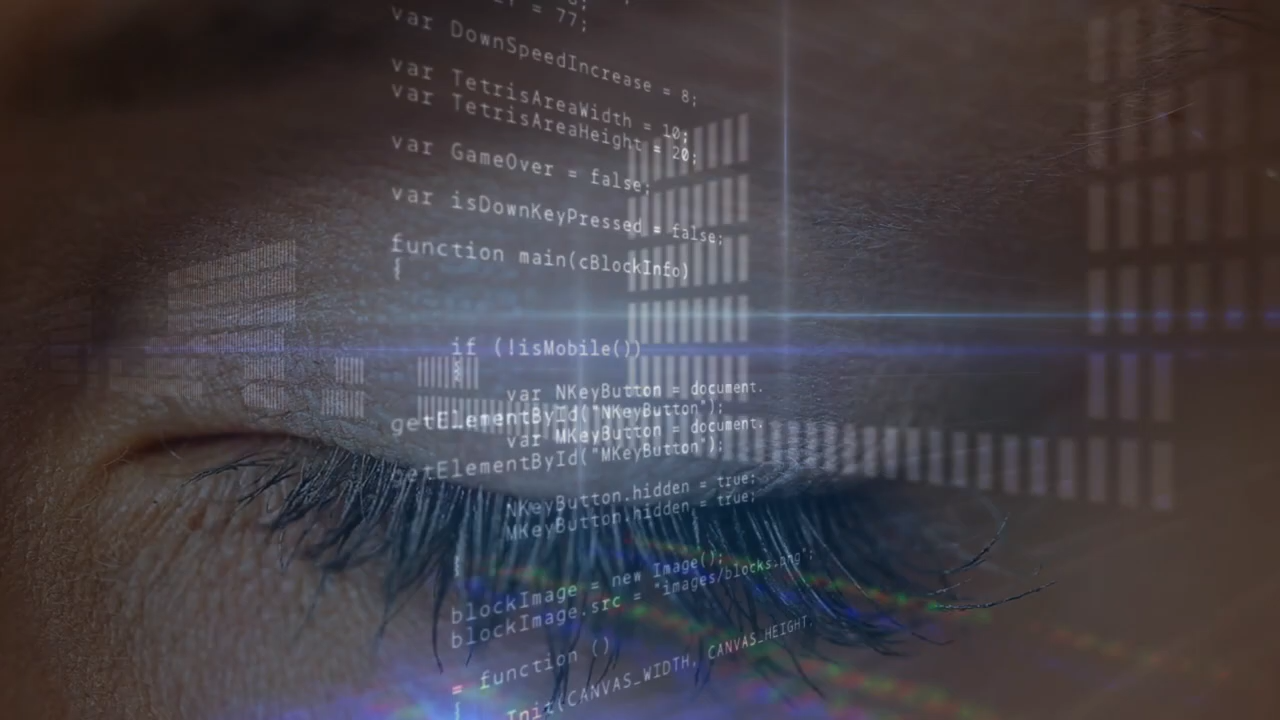 = 77;
var DownSpeedIncrease = 8;
var TetrisAreaWidth = 10;
var TetrisAreaHeight = 20;
var GameOver = false;
var isDownKeyPressed = false;
function main(cBlockInfo)
{
if (!isMobile())
var NKeyButton = document.
getElementById("NKeyButton");
var MKeyButton = document.
getElementById("MKeyButton");
NKeyButton.hidden = true;
MKeyButton.hidden = true;
blockImage = new Image();
blockImage.src = "images/blocks.png";
= function ()
Init(CANVAS_WIDTH, CANVAS_HEIGHT,